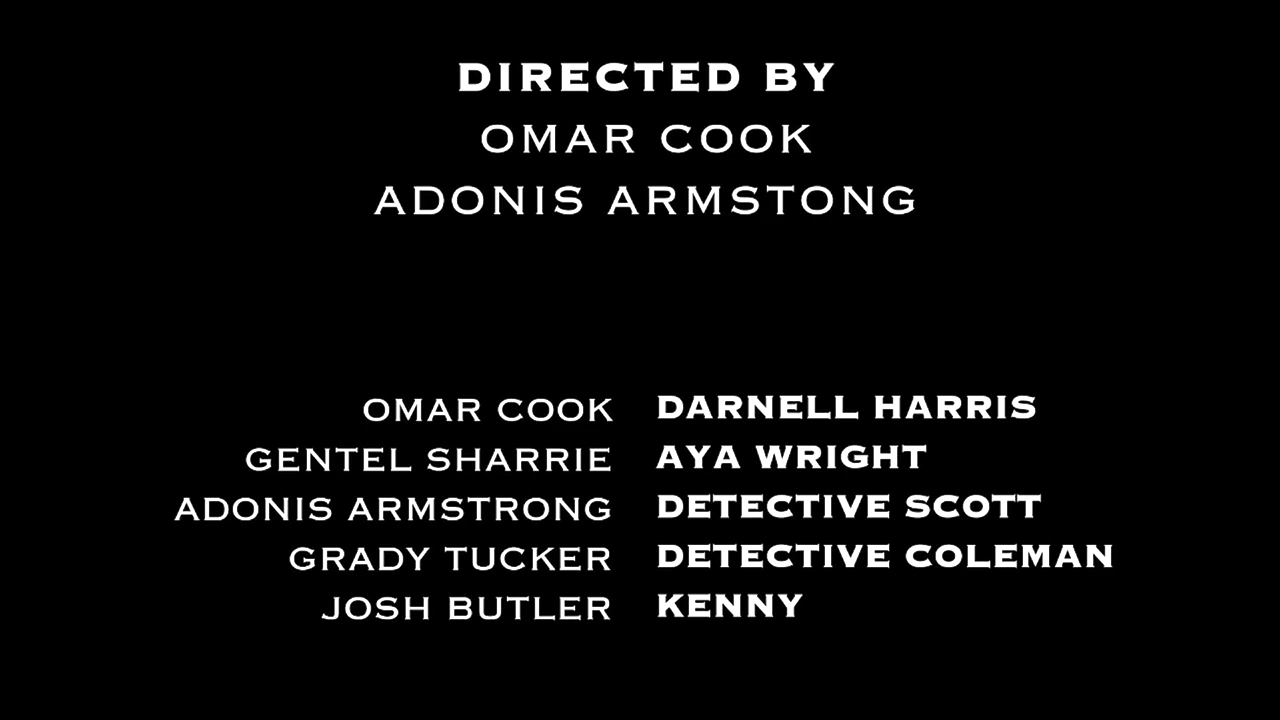 DIRECTED BY
OMAR COOK
ADONIS ARMSTONG
OMAR COOK DARNELL HARRIS
GENTEL SHARRIE AYA WRIGHT
ADONIS ARMSTRONG DETECTIVE SCOTT
GRADY TUCKER DETECTIVE COLEMAN
JOSH BUTLER KENNY